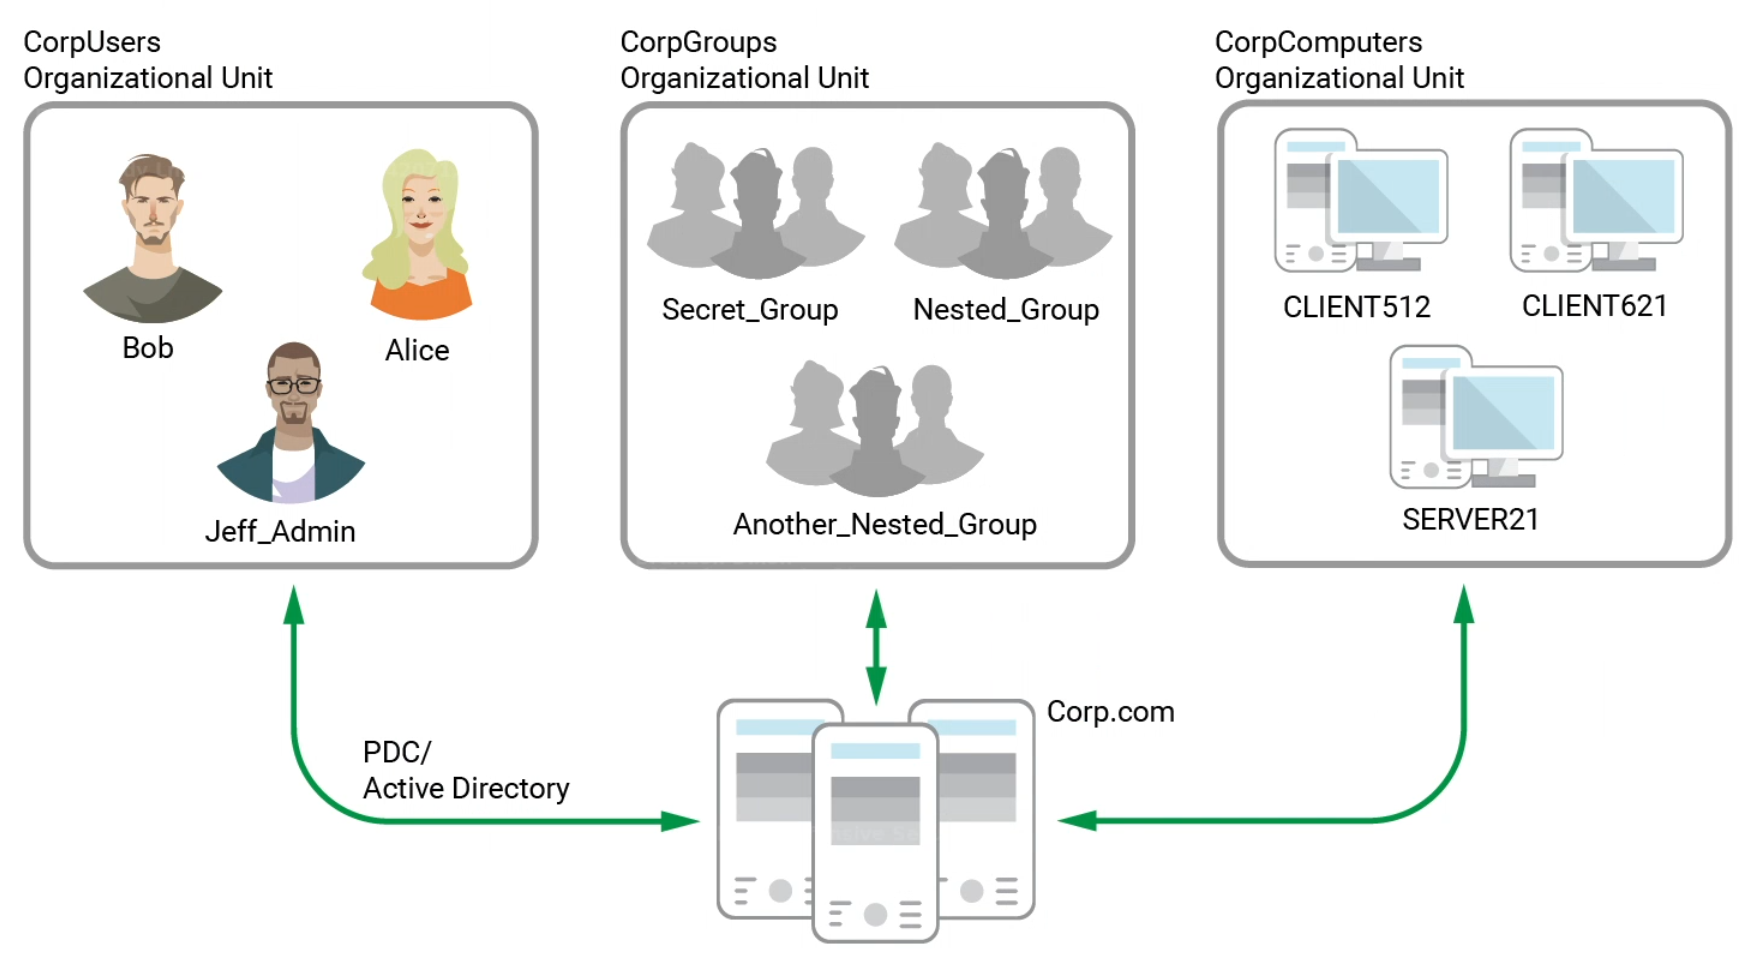 CorpUsers
Organizational Unit
Bob
Alice
Jeff_Admin
CorpGroups
Organizational Unit
Secret_Group
Nested_Group
Another_Nested_Group
CorpComputers
Organizational Unit
CLIENT512
CLIENT621
SERVER21
PDC/
Active Directory
Corp.com